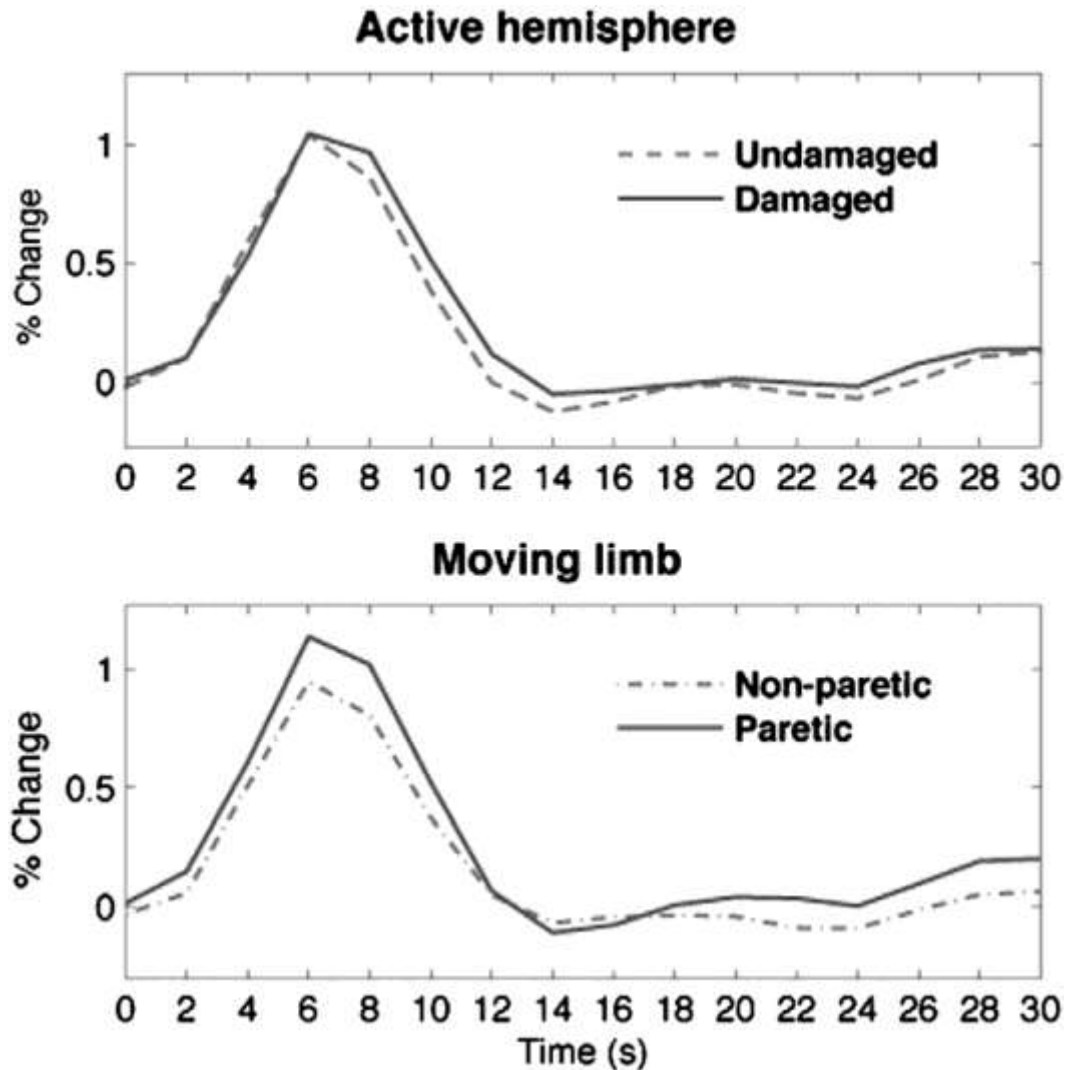 Active hemisphere
% Change
1
0.5
0
Undamaged
Damaged
0 2 4 6 8 10 12 14 16 18 20 22 24 26 28 30
Moving limb
% Change
1
0.5
0
Non-paretic
Paretic
0 2 4 6 8 10 12 14 16 18 20 22 24 26 28 30
Time (s)